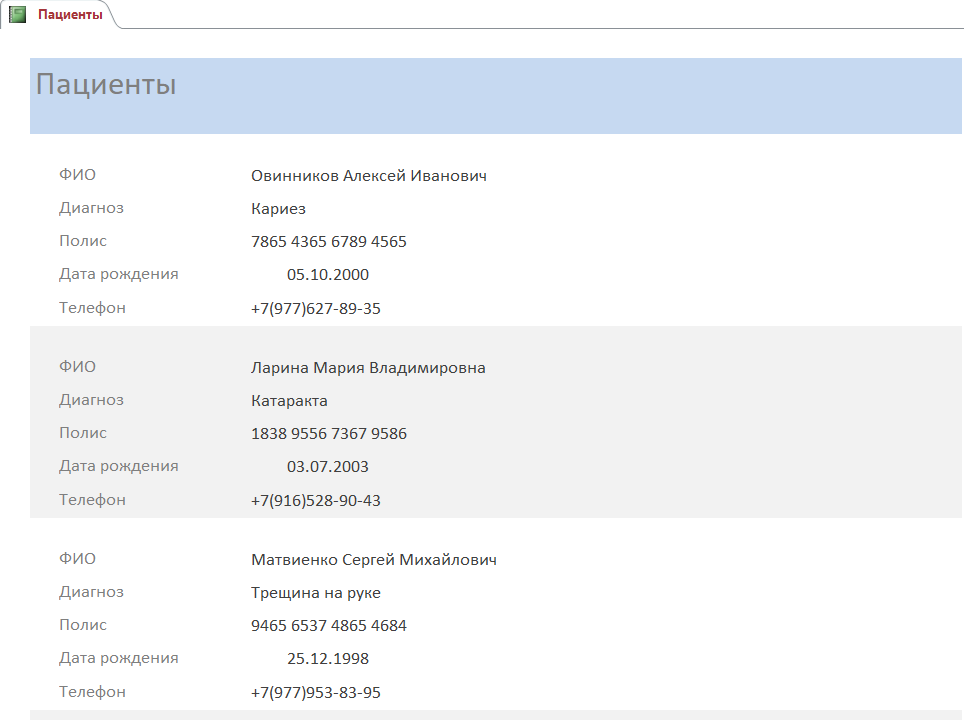 Пациенты
Пациенты
ФИО Овинников Алексей Иванович
Диагноз Кариез
Полис 7865 4365 6789 4565
Дата рождения 05.10.2000
Телефон +7(977)627-89-35
ФИО Ларина Мария Владимировна
Диагноз Катаракта
Полис 1838 9556 7367 9586
Дата рождения 03.07.2003
Телефон +7(916)528-90-43
ФИО Матвиенко Сергей Михайлович
Диагноз Трещина на руке
Полис 9465 6537 4865 4684
Дата рождения 25.12.1998
Телефон +7(977)953-83-95